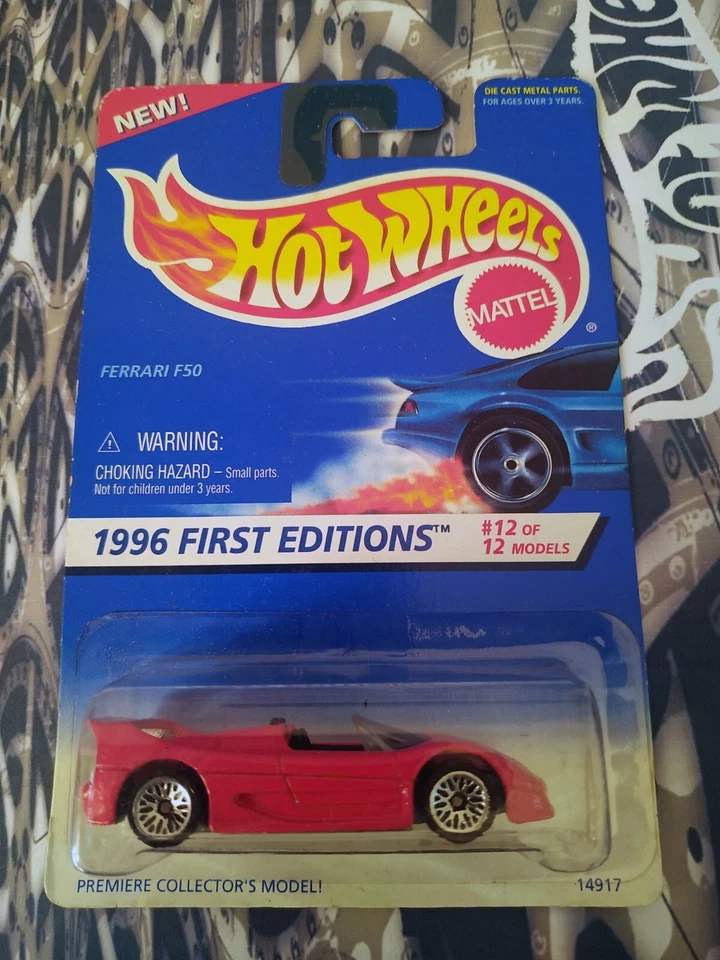 NEW!
DIE CAST METAL PARTS.
FOR AGES OVER 3 YEARS.
HOT WHEELS
MATTEL
®
FERRARI F50
⚠ WARNING:
CHOKING HAZARD – Small parts.
Not for children under 3 years.
1996 FIRST EDITIONS™
#12 OF
12 MODELS
PREMIERE COLLECTOR'S MODEL!
14917